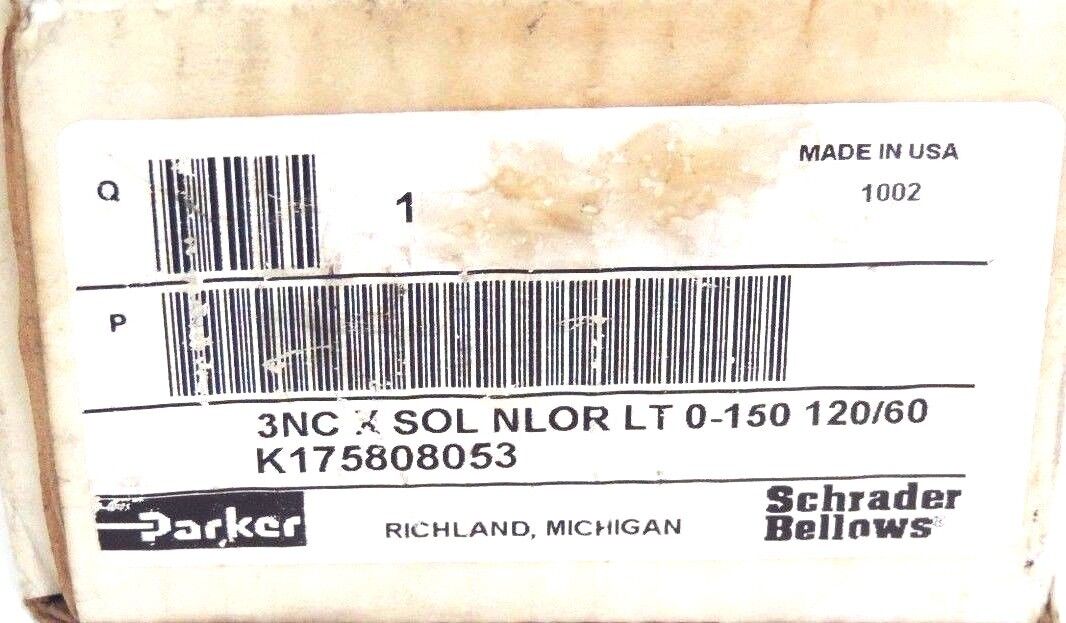 Q
1
MADE IN USA
1002
P
3NC X SOL NLOR LT 0-150 120/60
K175808053
Parker
RICHLAND, MICHIGAN
Schrader
Bellows®